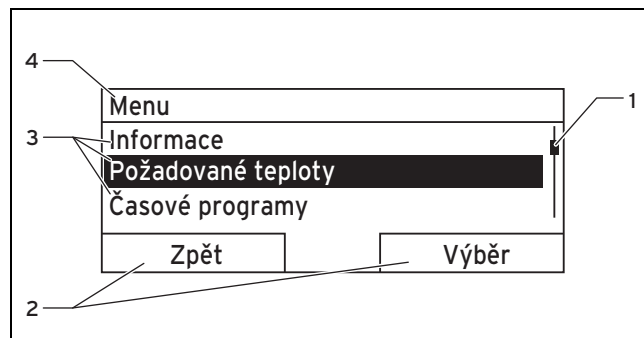 4
Menu
1
3
Informace
Požadované teploty
Časové programy
Zpět
Výběr
2